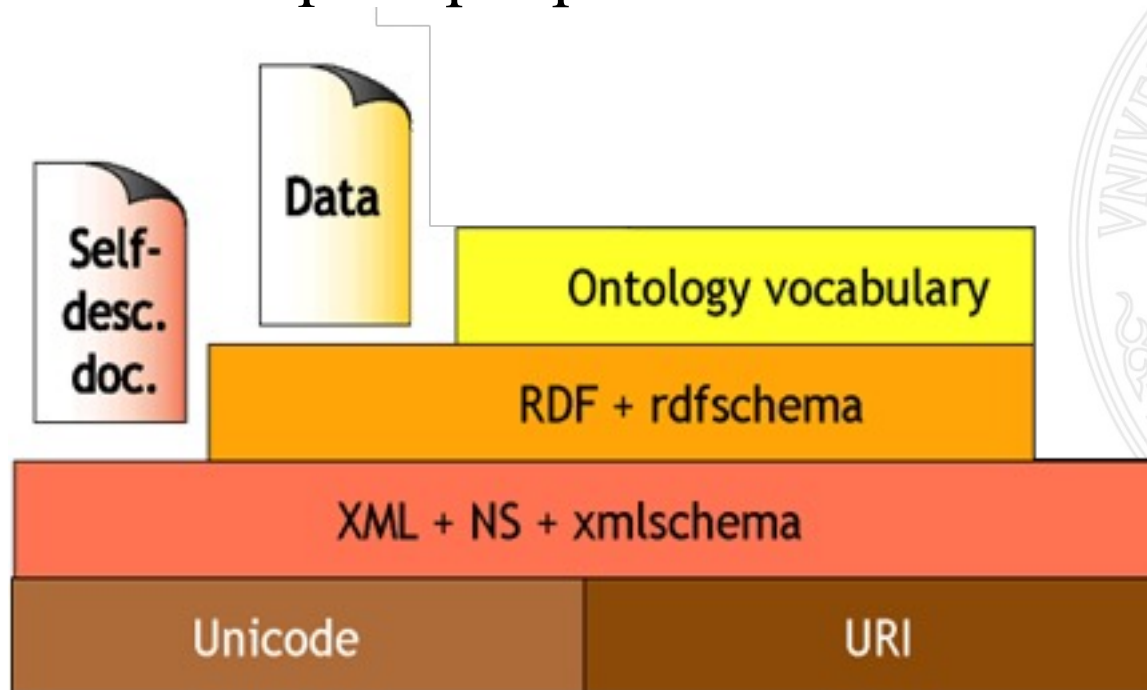 Data
Self-
desc.
doc.
Ontology vocabulary
RDF + rdfschema
XML + NS + xmlschema
Unicode
URI